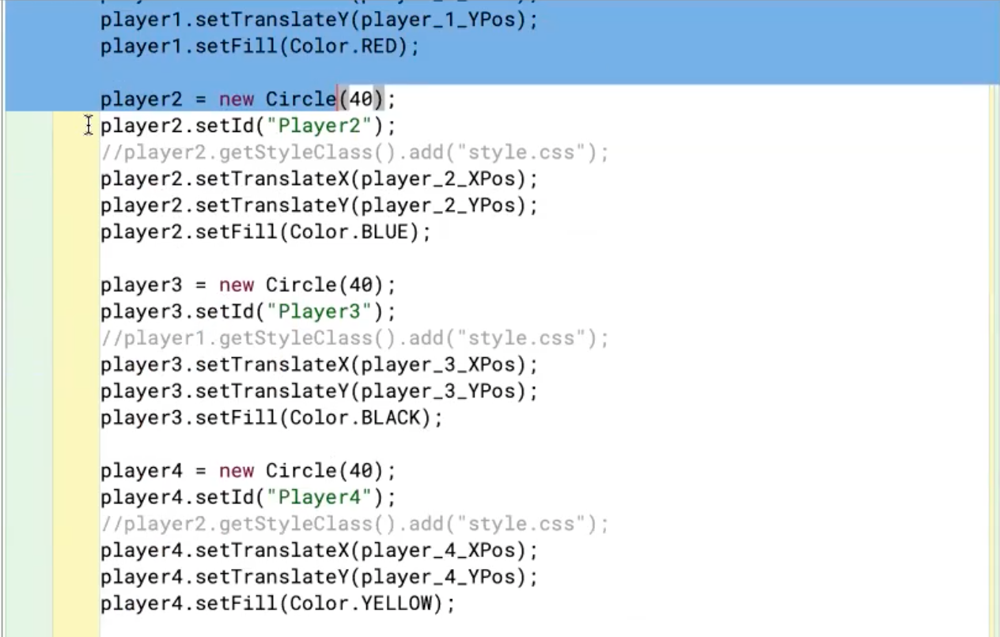 player1.setTranslateY(player_1_YPos);
player1.setFill(Color.RED);
player2 = new Circle(40);
player2.setId("Player2");
//player2.getStyleClass().add("style.css");
player2.setTranslateX(player_2_XPos);
player2.setTranslateY(player_2_YPos);
player2.setFill(Color.BLUE);
player3 = new Circle(40);
player3.setId("Player3");
//player1.getStyleClass().add("style.css");
player3.setTranslateX(player_3_XPos);
player3.setTranslateY(player_3_YPos);
player3.setFill(Color.BLACK);
player4 = new Circle(40);
player4.setId("Player4");
//player2.getStyleClass().add("style.css");
player4.setTranslateX(player_4_XPos);
player4.setTranslateY(player_4_YPos);
player4.setFill(Color.YELLOW);